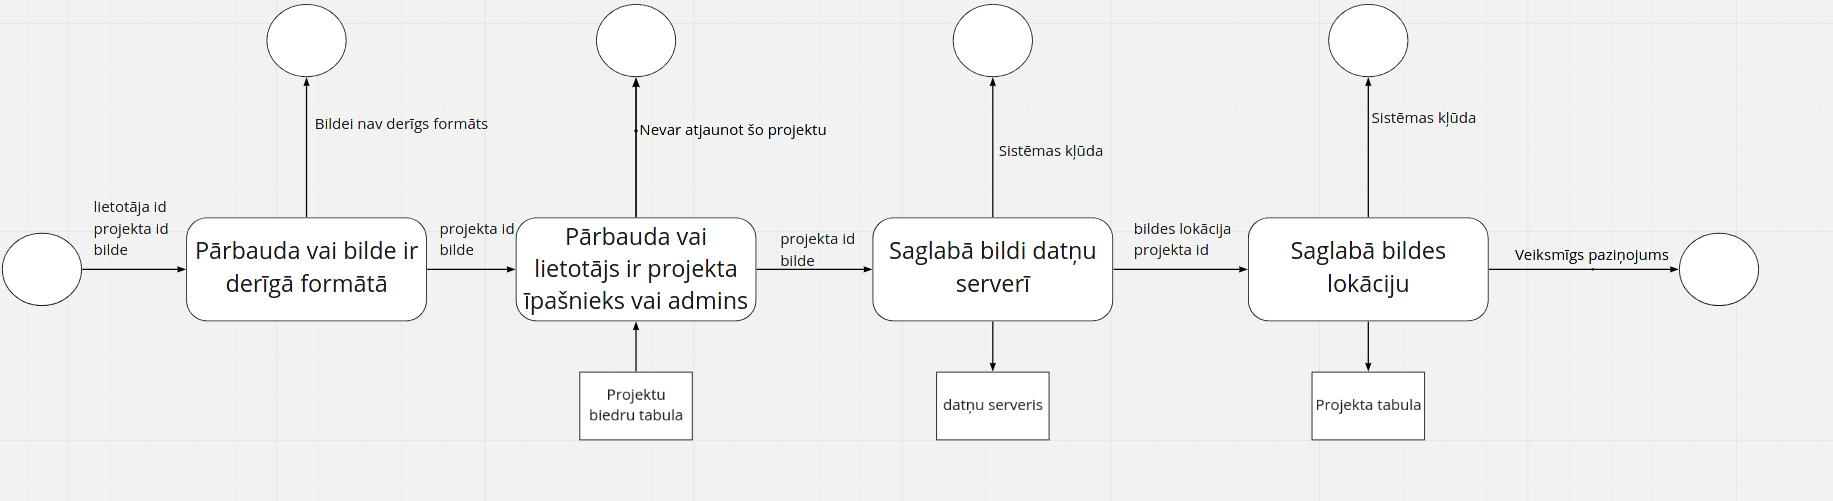 Bildei nav derīgs formāts
Nevar atjaunot šo projektu
Sistēmas kļūda
Sistēmas kļūda
lietotāja id
projekta id
bilde
Pārbauda vai bilde ir
derīgā formātā
projekta id
bilde
Pārbauda vai
lietotājs ir projekta
īpašnieks vai admins
projekta id
bilde
Saglabā bildi datņu
serverī
bildes lokācija
projekta id
Saglabā bildes
lokāciju
Veiksmīgs paziņojums
Projektu
biedru tabula
datņu serveris
Projekta tabula